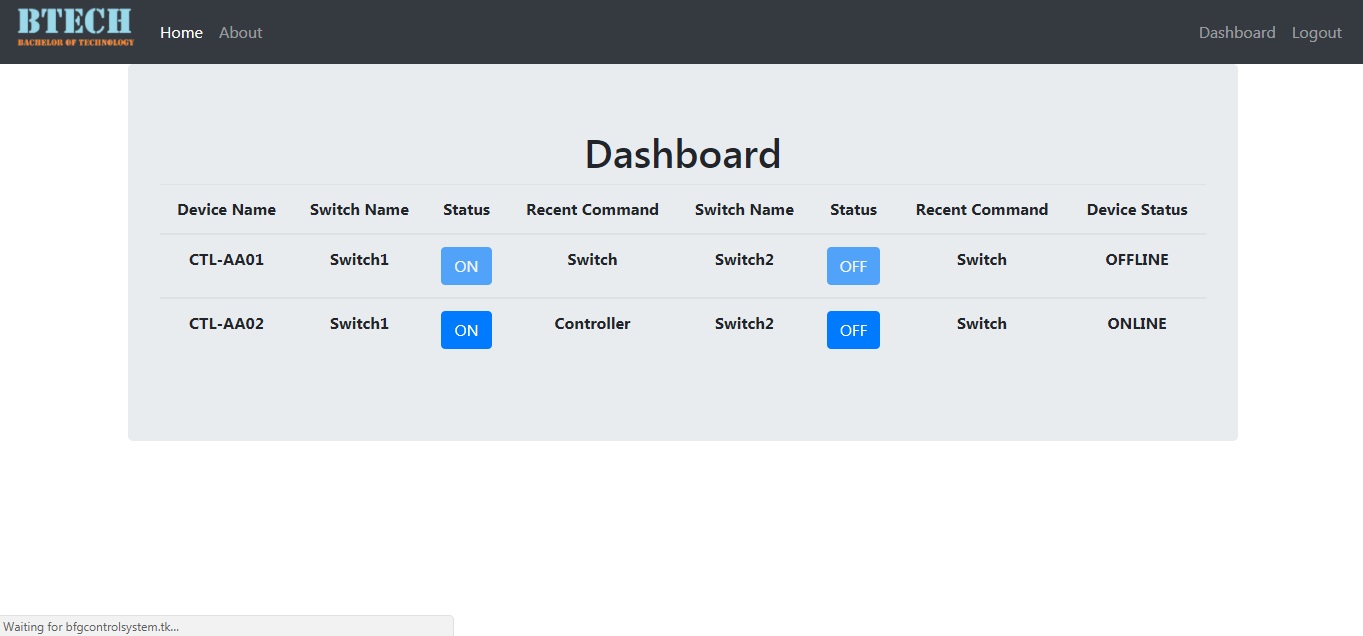 BTECH
BACHELOR OF TECHNOLOGY
Home About Dashboard Logout
Dashboard
Device Name Switch Name Status Recent Command Switch Name Status Recent Command Device Status
CTL-AA01 Switch1 ON Switch Switch2 OFF Switch OFFLINE
CTL-AA02 Switch1 ON Controller Switch2 OFF Switch ONLINE
Waiting for bfgcontrolsystem.tk...